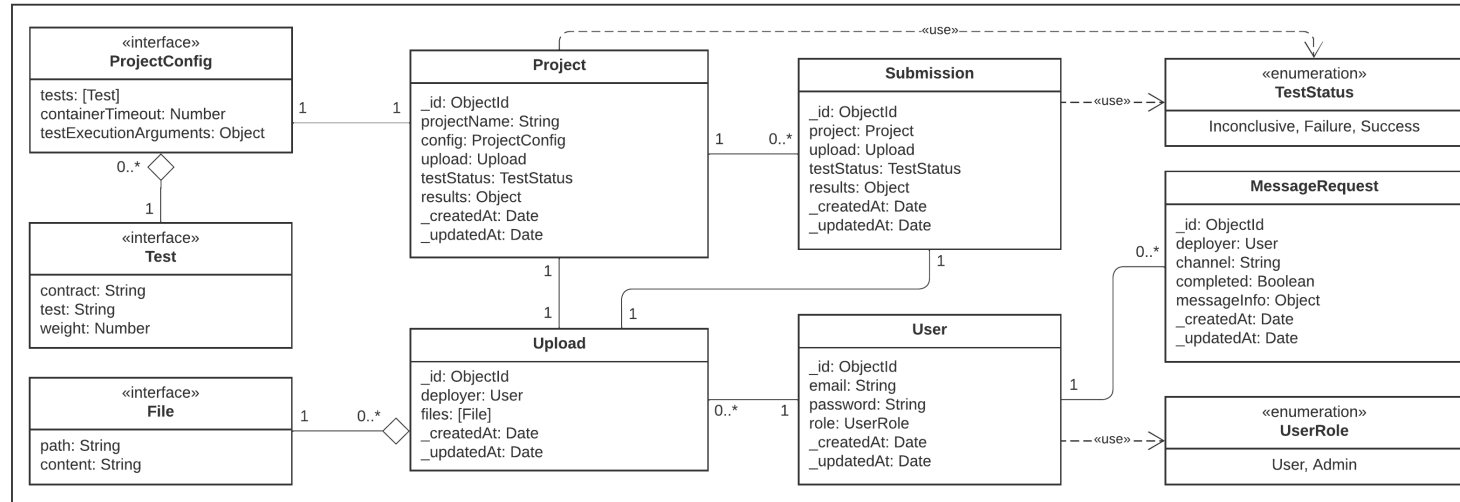 «interface»
ProjectConfig
tests: [Test]
containerTimeout: Number
testExecutionArguments: Object
1
1
0..*
1
«interface»
Test
contract: String
test: String
weight: Number
«interface»
File
path: String
content: String
1
0..*
Project
_id: ObjectId
projectName: String
config: ProjectConfig
upload: Upload
testStatus: TestStatus
results: Object
_createdAt: Date
_updatedAt: Date
1
0..*
1
1
Upload
_id: ObjectId
deployer: User
files: [File]
_createdAt: Date
_updatedAt: Date
«use»
Submission
_id: ObjectId
project: Project
upload: Upload
testStatus: TestStatus
results: Object
_createdAt: Date
_updatedAt: Date
1
1
0..*
1
User
_id: ObjectId
email: String
password: String
role: UserRole
_createdAt: Date
_updatedAt: Date
«use»
«enumeration»
TestStatus
Inconclusive, Failure, Success
MessageRequest
_id: ObjectId
deployer: User
channel: String
completed: Boolean
messageInfo: Object
_createdAt: Date
_updatedAt: Date
0..*
1
«use»
«enumeration»
UserRole
User, Admin